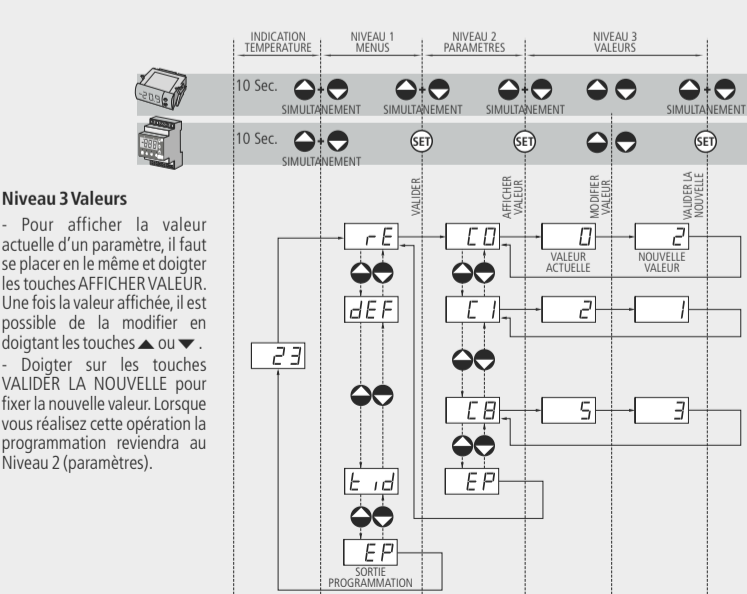 INDICATION
TEMPERATURE
NIVEAU 1
MENUS
NIVEAU 2
PARAMETRES
NIVEAU 3
VALEURS
10 Sec.
SIMULTANEMENT
SIMULTANEMENT
SIMULTANEMENT
SIMULTANEMENT
10 Sec.
SIMULTANEMENT
SET
SET
SET
VALIDER
AFFICHER
VALEUR
MODIFIER
VALEUR
VALIDER LA
NOUVELLE
Niveau 3 Valeurs
- Pour afficher la valeur
actuelle d'un paramètre, il faut
se placer en le même et doigter
les touches AFFICHER VALEUR.
Une fois la valeur affichée, il est
possible de la modifier en
doigtant les touches ▲ ou ▼ .
- Doigter sur les touches
VALIDER LA NOUVELLE pour
fixer la nouvelle valeur. Lorsque
vous réalisez cette opération la
programmation reviendra au
Niveau 2 (paramètres).
23
rE
dEF
tid
EP
SORTIE
PROGRAMMATION
C0
C1
C8
EP
0
VALEUR
ACTUELLE
2
NOUVELLE
VALEUR
2
1
5
3